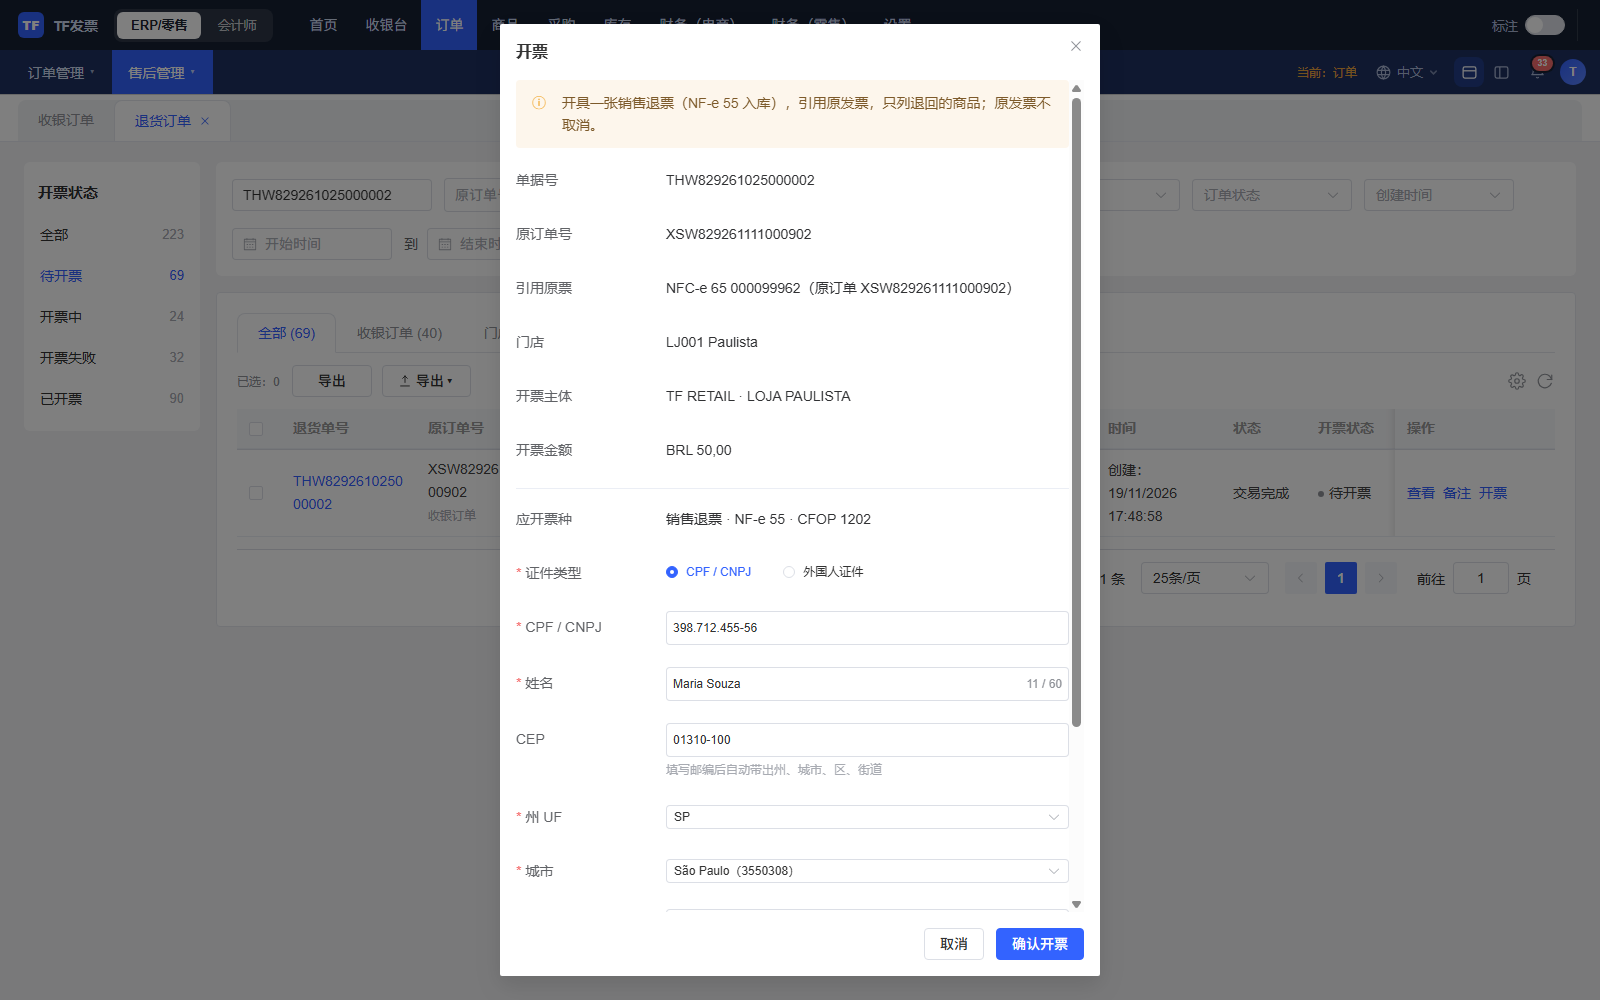 TF TF发票 ERP/零售 会计师 首页 收银台 订单 标注
订单管理 售后管理 当前：订单 中文 33 T
收银订单 退货订单
开票状态
全部 223
待开票 69
开票中 24
开票失败 32
已开票 90
THW829261025000002 原订单 订单状态 创建时间
开始时间 到 结束时
全部 (69) 收银订单 (40) 门
已选：0 导出 导出
退货单号 原订单号 时间 状态 开票状态 操作
THW8292610250
00002
XSW82926
00902
收银订单
创建：
19/11/2026
17:48:58
交易完成 待开票 查看 备注 开票
1 条 25条/页 1 前往 1 页
开票
开具一张销售退票（NF-e 55 入库），引用原发票，只列退回的商品；原发票不
取消。
单据号 THW829261025000002
原订单号 XSW829261111000902
引用原票 NFC-e 65 000099962（原订单 XSW829261111000902）
门店 LJ001 Paulista
开票主体 TF RETAIL · LOJA PAULISTA
开票金额 BRL 50,00
应开票种 销售退票 · NF-e 55 · CFOP 1202
* 证件类型 CPF / CNPJ 外国人证件
* CPF / CNPJ 398.712.455-56
* 姓名 Maria Souza 11 / 60
CEP 01310-100
填写邮编后自动带出州、城市、区、街道
* 州 UF SP
* 城市 São Paulo（3550308）
取消 确认开票